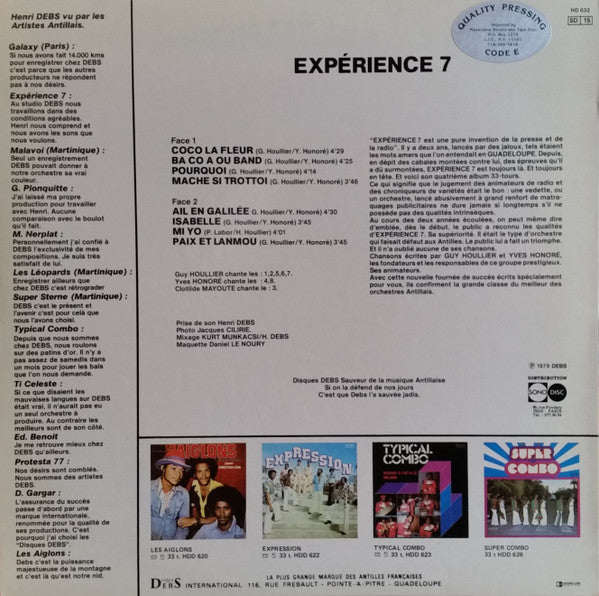 Henri DEBS vu par les
Artistes Antillais.
Galaxy (Paris) :
Si nous avons fait 14.000 kms
pour enregistrer chez DEBS
c'est parce que les autres
producteurs ne répondent
pas à nos désirs.
Expérience 7 :
Au studio DEBS nous
travaillons dans des
conditions agréables.
Henri nous comprend et
nous avons les sons que
nous voulons.
Malavoi (Martinique) :
Seul un enregistrement
DEBS pouvait donner à
notre orchestre sa vrai
couleur.
G. Plonquitte :
J'ai laissé ma propre
production pour travailler
avec Henri. Aucune
comparaison avec le boulot
qu'il fait.
M. Nerplat :
Personnellement j'ai confié à
DEBS l'exclusivité de mes
compositions. Je suis très
satisfait de lui.
Les Léopards (Martinique) :
Enregistrer ailleurs que
chez DEBS c'est rétrograder
Super Sterne (Martinique) :
DEBS c'est le présent et
l'avenir c'est pour cela que
nous l'avons choisi.
Typical Combo :
Depuis que nous sommes
chez DEBS, nous roulons
sur des patins d'or. Il n'y a
pas assez de samedis dans
un mois pour jouer les bals
que l'on nous demande.
Ti Celeste :
Si ce que disaient les
mauvaises langues sur DEBS
était vrai, il n'aurait pas eu
un seul orchestre à
produire. Au contraire les
meilleurs sont de son côté.
Ed. Benoit
Je me retrouve mieux chez
DEBS qu'ailleurs.
Protesta 77 :
Nos désirs sont comblés.
Nous sommes des artistes
DEBS.
D. Gargar :
L'assurance du succès
passe d'abord par une
marque internationale,
renommée pour la qualité de
ses productions. C'est
pourquoi j'ai choisi les
"Disques DEBS".
Les Aiglons :
Debs c'est la puissance
majestueuse de la montagne
et c'est là qu'est notre nid.
HD 632
SD 15
QUALITY PRESSING
CODE E
EXPÉRIENCE 7
Face 1
COCO LA FLEUR (G. Houllier/Y. Honoré) 4'29
BA CO A OU BAND (G. Houllier/Y. Honoré) 4'25
POURQUOI (G. Houllier/Y. Honoré) 4'14
MACHE SI TROTTOI (G. Houllier/Y. Honoré) 3'46
Face 2
AIL EN GALILÉE (G. Houllier/Y. Honoré) 4'30
ISABELLE (G. Houllier/Y. Honoré) 3'45
MI YO (P. Labor/H. Houllier) 4'01
PAIX ET LANMOU (G. Houllier/Y. Honoré) 3'45
Guy HOULLIER chante les : 1,2,5,6,7.
Yves HONORÉ chante les : 4,8.
Clotilde MAYOUTE chante le : 3.
Prise de son Henri DEBS
Photo Jacques CILIRIE.
Mixage KURT MUNKACSI/H. DEBS
Maquette Daniel LE NOURY
"EXPÉRIENCE 7 est une pure invention de la presse et de
la radio". Il y a deux ans, lancés par des jaloux, tels étaient
les mots amers que l'on entendait en GUADELOUPE. Depuis,
en dépit des cabales montées contre lui, des épreuves qu'il
a dû surmontées, EXPÉRIENCE 7 est toujours là. Et toujours
en tête. Et voici son quatrième album 33-tours.
Ce qui signifie que le jugement des animateurs de radio et
des chroniqueurs de variétés était le bon : une vedette, ou
un orchestre, lancé abusivement à grand renfort de matra-
quages publicitaires ne dure jamais si longtemps s'il ne
possède pas des qualités intrinsèques.
Au cours des deux années écoulées, on peut même dire
d'emblée, dès le début, le public a reconnu les qualités
d'EXPÉRIENCE 7. Sa supériorité. Il était le type d'orchestre
qui faisait défaut aux Antilles. Le public lui a fait un triomphe.
Et il n'a oublié aucune de ses chansons.
Chansons écrites par GUY HOULLIER et YVES HONORÉ,
les fondateurs et les responsables de ce groupe prestigieux.
Ses animateurs.
Avec cette nouvelle fournée de succès écrits spécialement
pour vous, ils confirment la grande classe du meilleur
des orchestres Antillais.
℗ 1978 DEBS
Disques DEBS Sauveur de la musique Antillaise
Si on la défend de nos jours
C'est que Debs l'a sauvée jadis.
DISTRIBUTION
SONO DISC
LES AIGLONS
EXPRESSION
TYPICAL
COMBO
SUPER
COMBO
LES AIGLONS
33 t. HDD 620
EXPRESSION
33 t. HDD 622
TYPICAL COMBO
33 t. HDD 623
SUPER COMBO
33 t. HDD 626
LA PLUS GRANDE MARQUE DES ANTILLES FRANÇAISES
DEBS INTERNATIONAL 116, RUE FREBAULT - POINTE-A-PITRE - GUADELOUPE